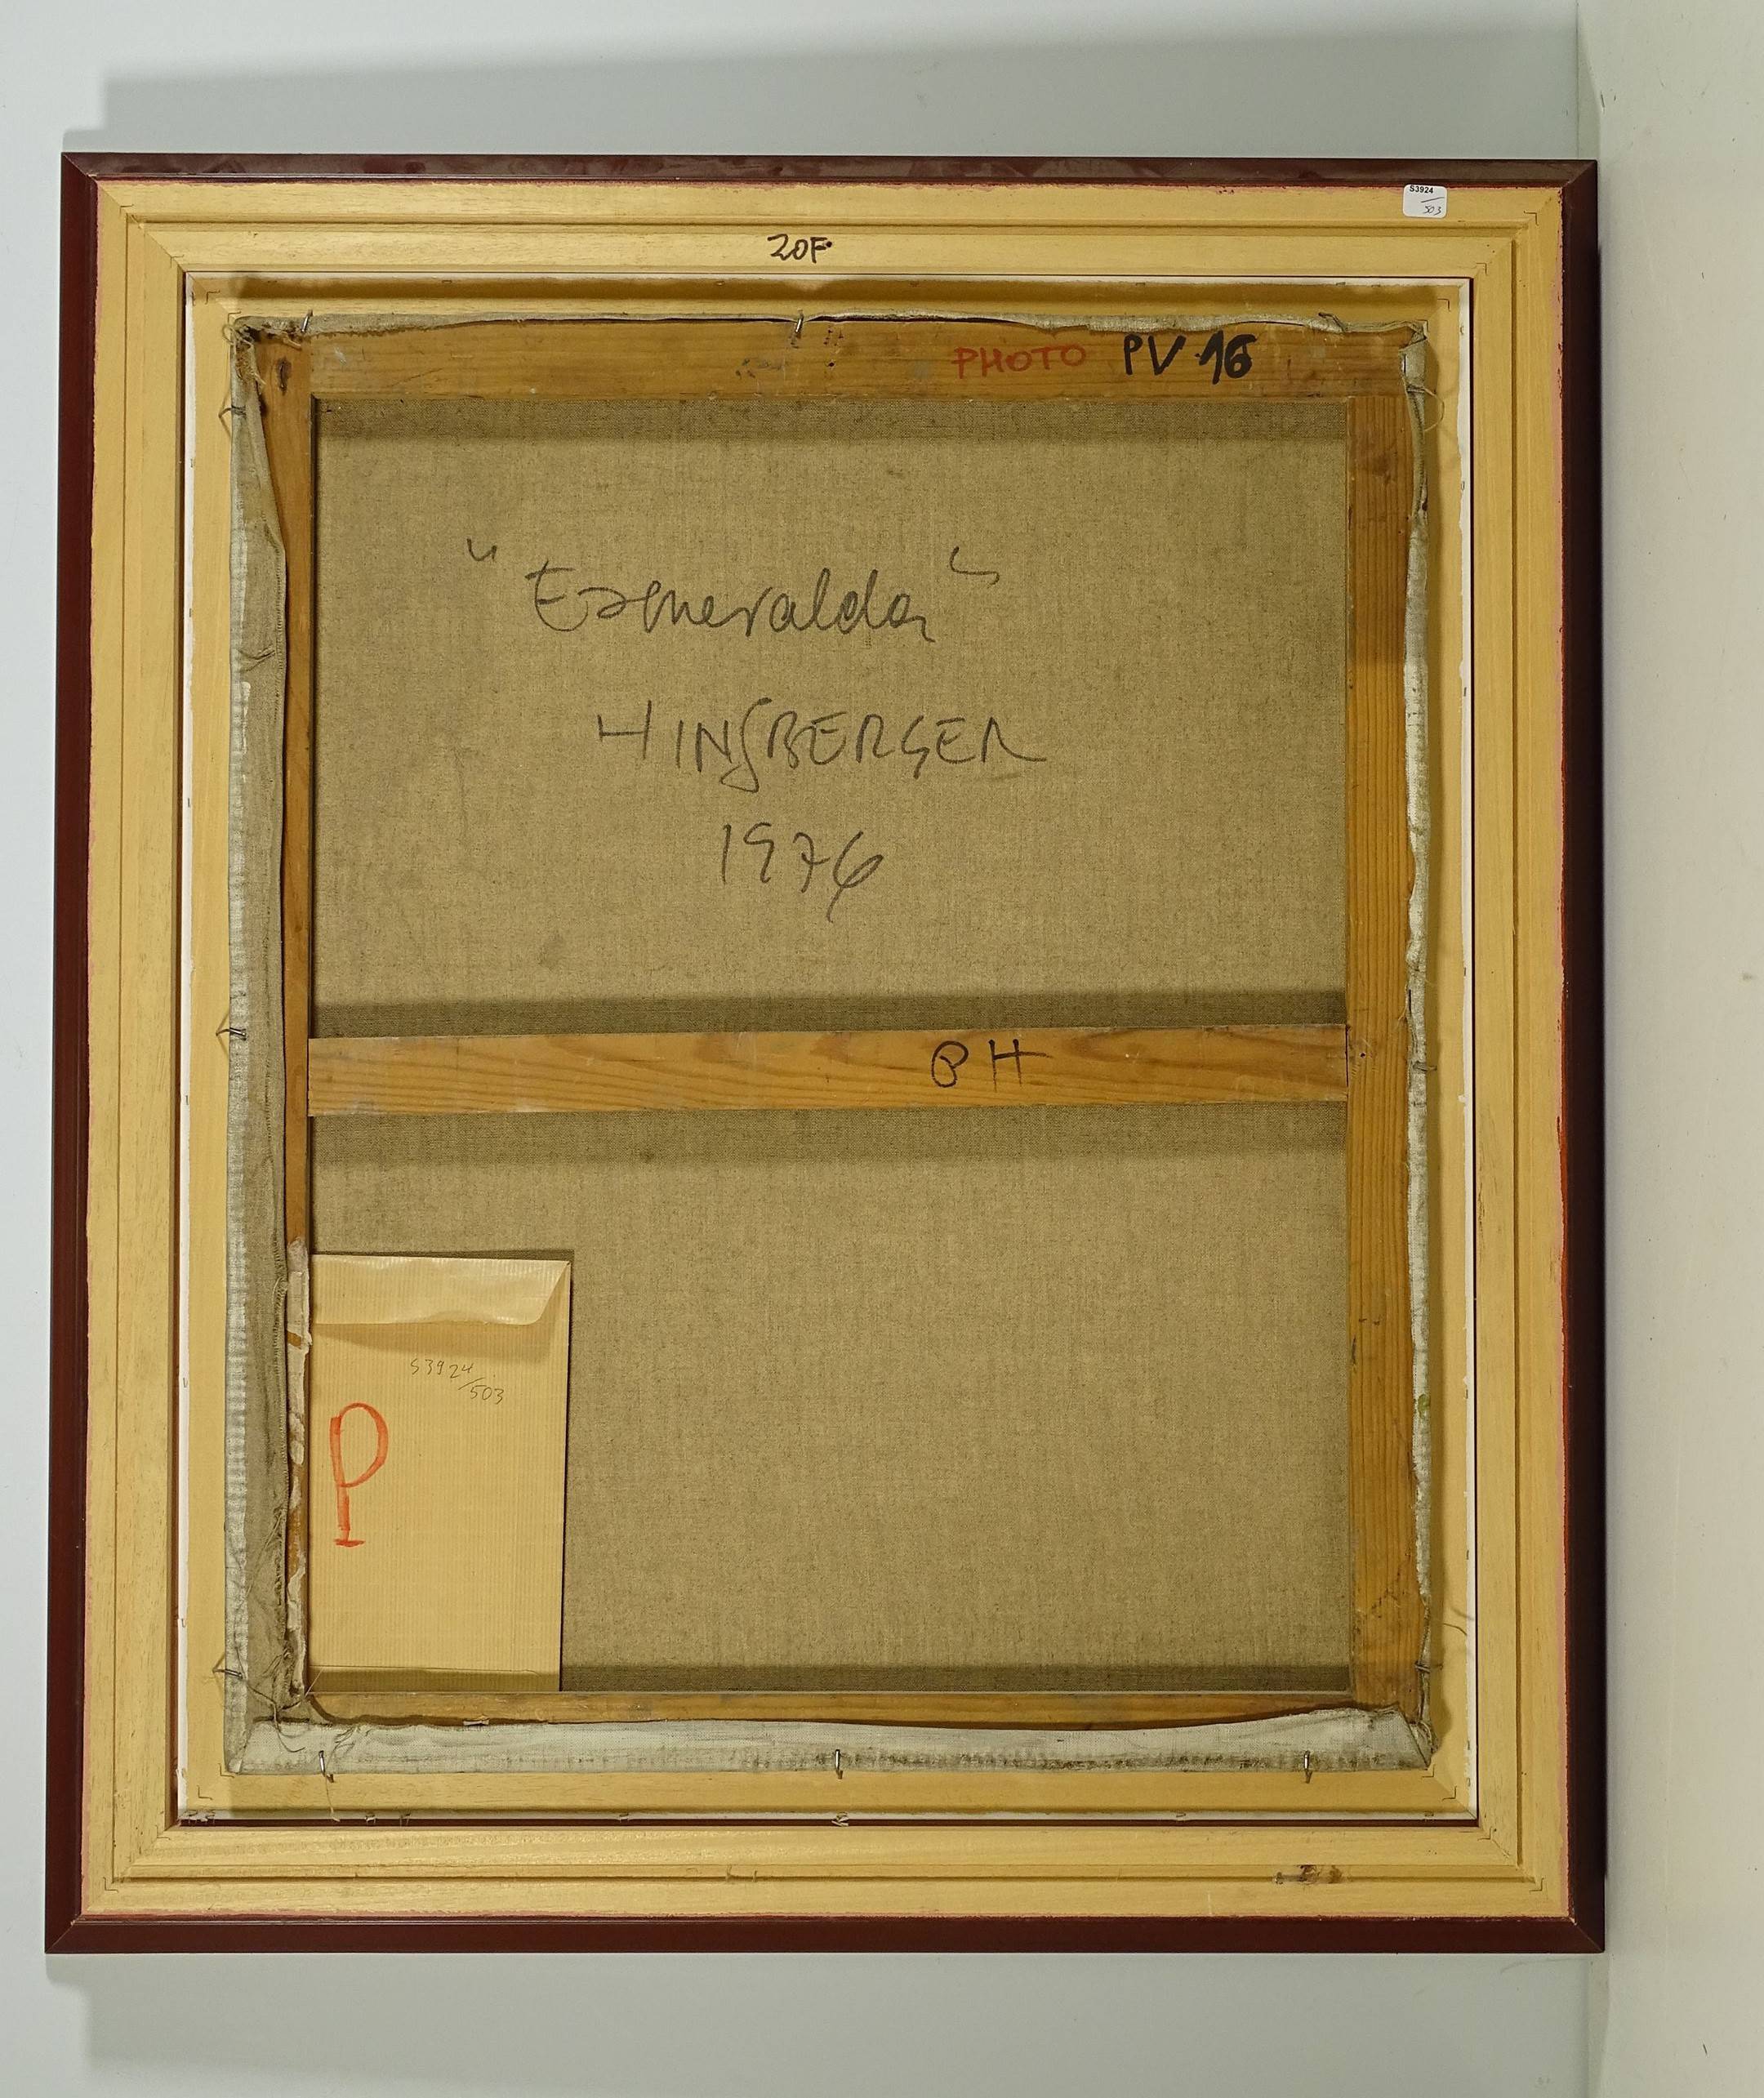 S3924
/503
20F
PHOTO PV 16
"Esmeralda"
HINSBERGER
1976
PH
S3924
/503
P